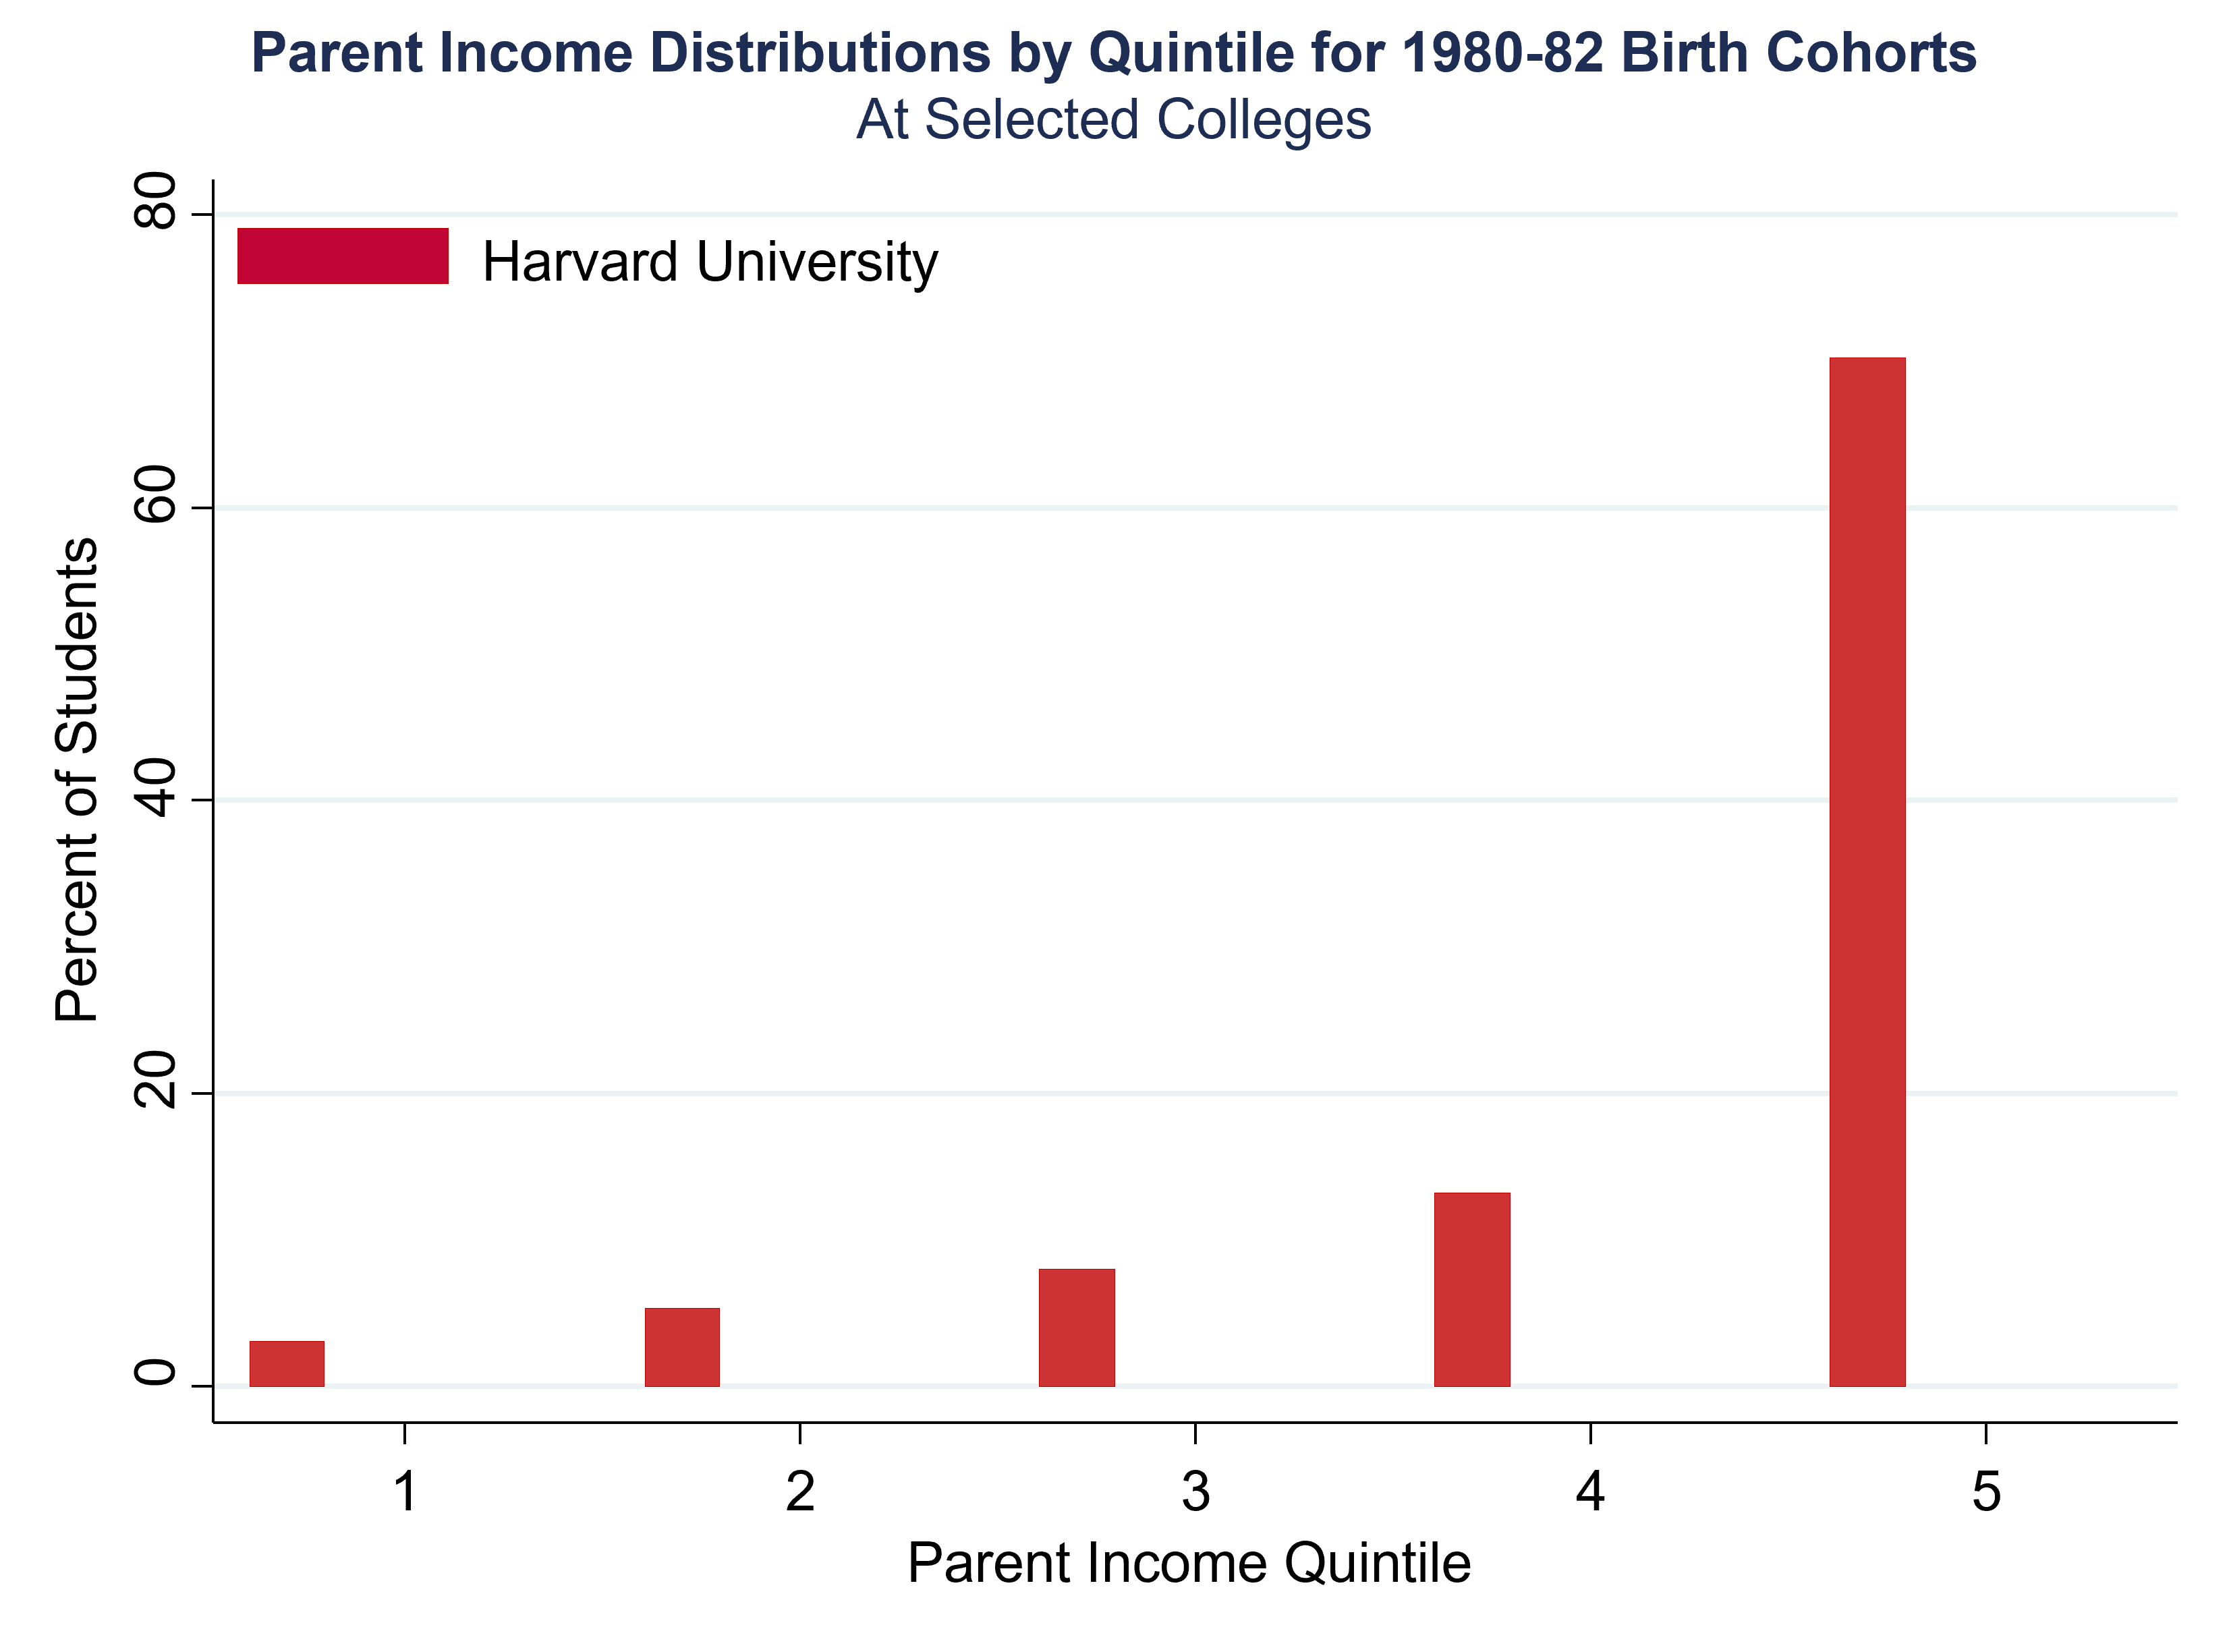 Parent Income Distributions by Quintile for 1980-82 Birth Cohorts
At Selected Colleges
80
Harvard University
60
40
20
0
Percent of Students
1 2 3 4 5
Parent Income Quintile